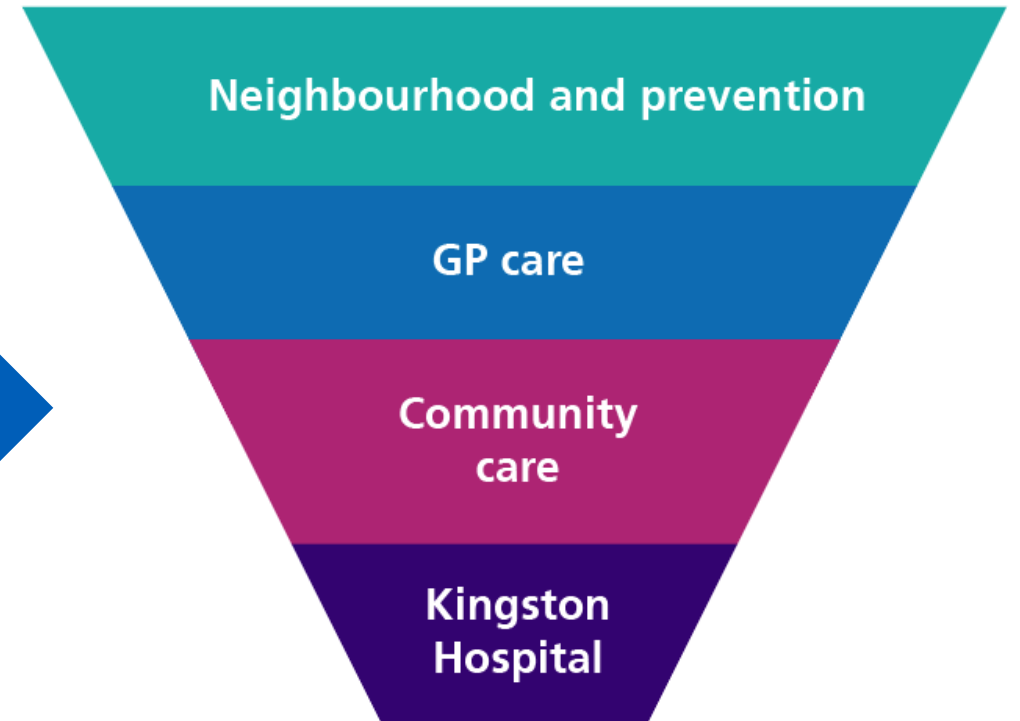 Neighbourhood and prevention
GP care
Community
care
Kingston
Hospital